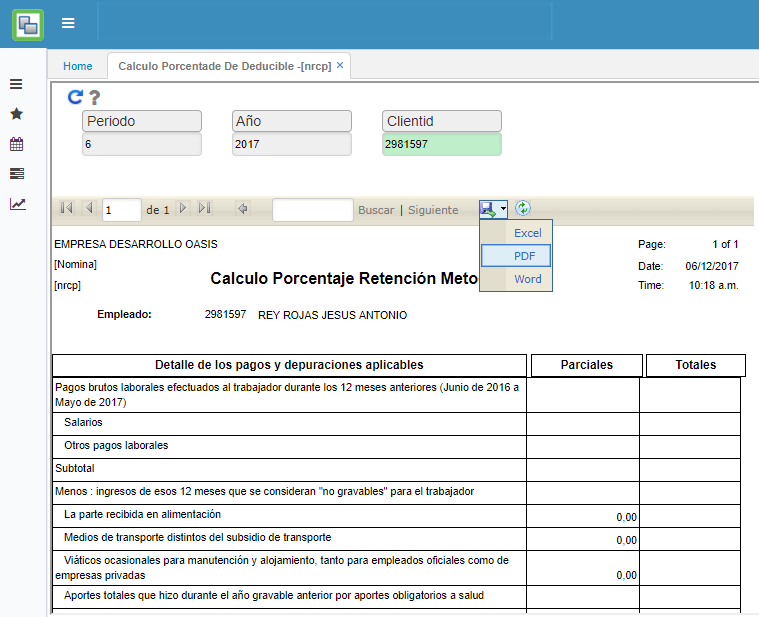 Home
Calculo Porcentade De Deducible -[nrcp] ×
Periodo
Año
Clientid
6
2017
2981597
1
de 1
Buscar | Siguiente
Excel
PDF
Word
EMPRESA DESARROLLO OASIS
Page: 1 of 1
[Nomina]
Date: 06/12/2017
Calculo Porcentaje Retención Meto
[nrcp]
Time: 10:18 a.m.
Empleado: 2981597 REY ROJAS JESUS ANTONIO
Detalle de los pagos y depuraciones aplicables
Parciales
Totales
Pagos brutos laborales efectuados al trabajador durante los 12 meses anteriores (Junio de 2016 a
Mayo de 2017)
Salarios
Otros pagos laborales
Subtotal
Menos : ingresos de esos 12 meses que se consideran "no gravables" para el trabajador
La parte recibida en alimentación
0,00
Medios de transporte distintos del subsidio de transporte
0,00
Viáticos ocasionales para manutención y alojamiento, tanto para empleados oficiales como de
empresas privadas
0,00
Aportes totales que hizo durante el año gravable anterior por aportes obligatorios a salud